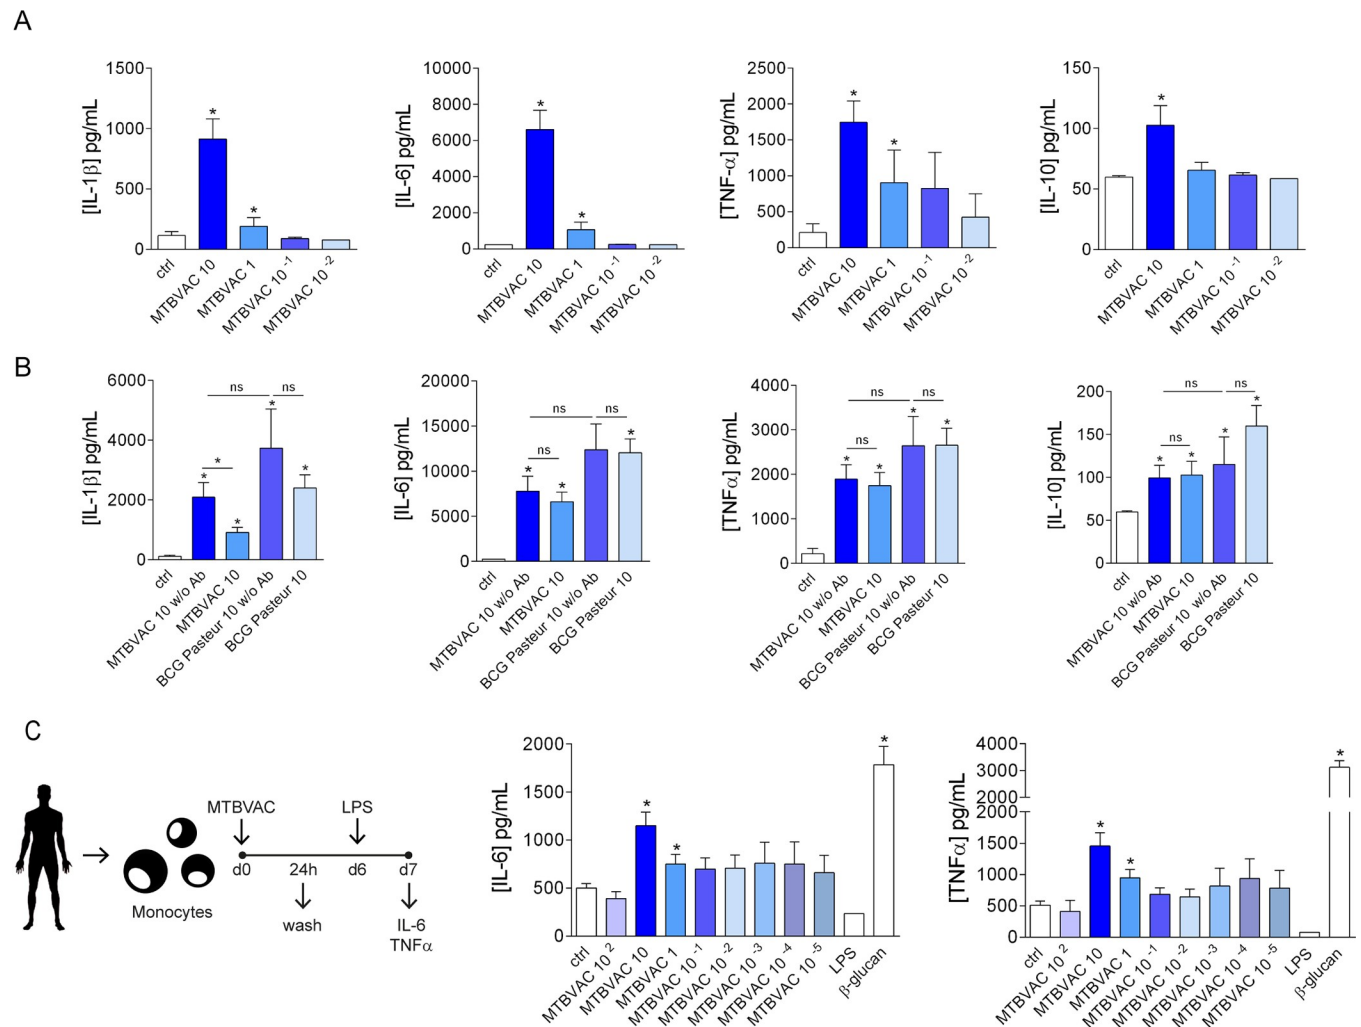 A
[IL-1β] pg/mL
1500
1000
500
0
ctrl
MTBVAC 10
MTBVAC 1
MTBVAC 10⁻¹
MTBVAC 10⁻²
*
*
[IL-6] pg/mL
10000
8000
6000
4000
2000
0
ctrl
MTBVAC 10
MTBVAC 1
MTBVAC 10⁻¹
MTBVAC 10⁻²
*
*
[TNF-α] pg/mL
2500
2000
1500
1000
500
0
ctrl
MTBVAC 10
MTBVAC 1
MTBVAC 10⁻¹
MTBVAC 10⁻²
*
*
[IL-10] pg/mL
150
100
50
0
ctrl
MTBVAC 10
MTBVAC 1
MTBVAC 10⁻¹
MTBVAC 10⁻²
*
B
[IL-1β] pg/mL
6000
4000
2000
0
ns ns
*
* * * *
ctrl
MTBVAC 10 w/o Ab
MTBVAC 10
BCG Pasteur 10 w/o Ab
BCG Pasteur 10
[IL-6] pg/mL
20000
15000
10000
5000
0
ns ns
ns
* * *
ctrl
MTBVAC 10 w/o Ab
MTBVAC 10
BCG Pasteur 10 w/o Ab
BCG Pasteur 10
[TNFα] pg/mL
4000
3000
2000
1000
0
ns ns
ns
* * * *
ctrl
MTBVAC 10 w/o Ab
MTBVAC 10
BCG Pasteur 10 w/o Ab
BCG Pasteur 10
[IL-10] pg/mL
200
150
100
50
0
ns ns
ns
* * * *
ctrl
MTBVAC 10 w/o Ab
MTBVAC 10
BCG Pasteur 10 w/o Ab
BCG Pasteur 10
C
MTBVAC LPS
d0 24h d6 d7
Monocytes
wash
IL-6
TNFα
[IL-6] pg/mL
2000
1500
1000
500
0
* * *
ctrl
MTBVAC 10²
MTBVAC 10
MTBVAC 1
MTBVAC 10⁻¹
MTBVAC 10⁻²
MTBVAC 10⁻³
MTBVAC 10⁻⁴
MTBVAC 10⁻⁵
LPS
β-glucan
[TNFα] pg/mL
4000
3000
2000
2000
1500
1000
500
0
* * *
ctrl
MTBVAC 10²
MTBVAC 10
MTBVAC 1
MTBVAC 10⁻¹
MTBVAC 10⁻²
MTBVAC 10⁻³
MTBVAC 10⁻⁴
MTBVAC 10⁻⁵
LPS
β-glucan